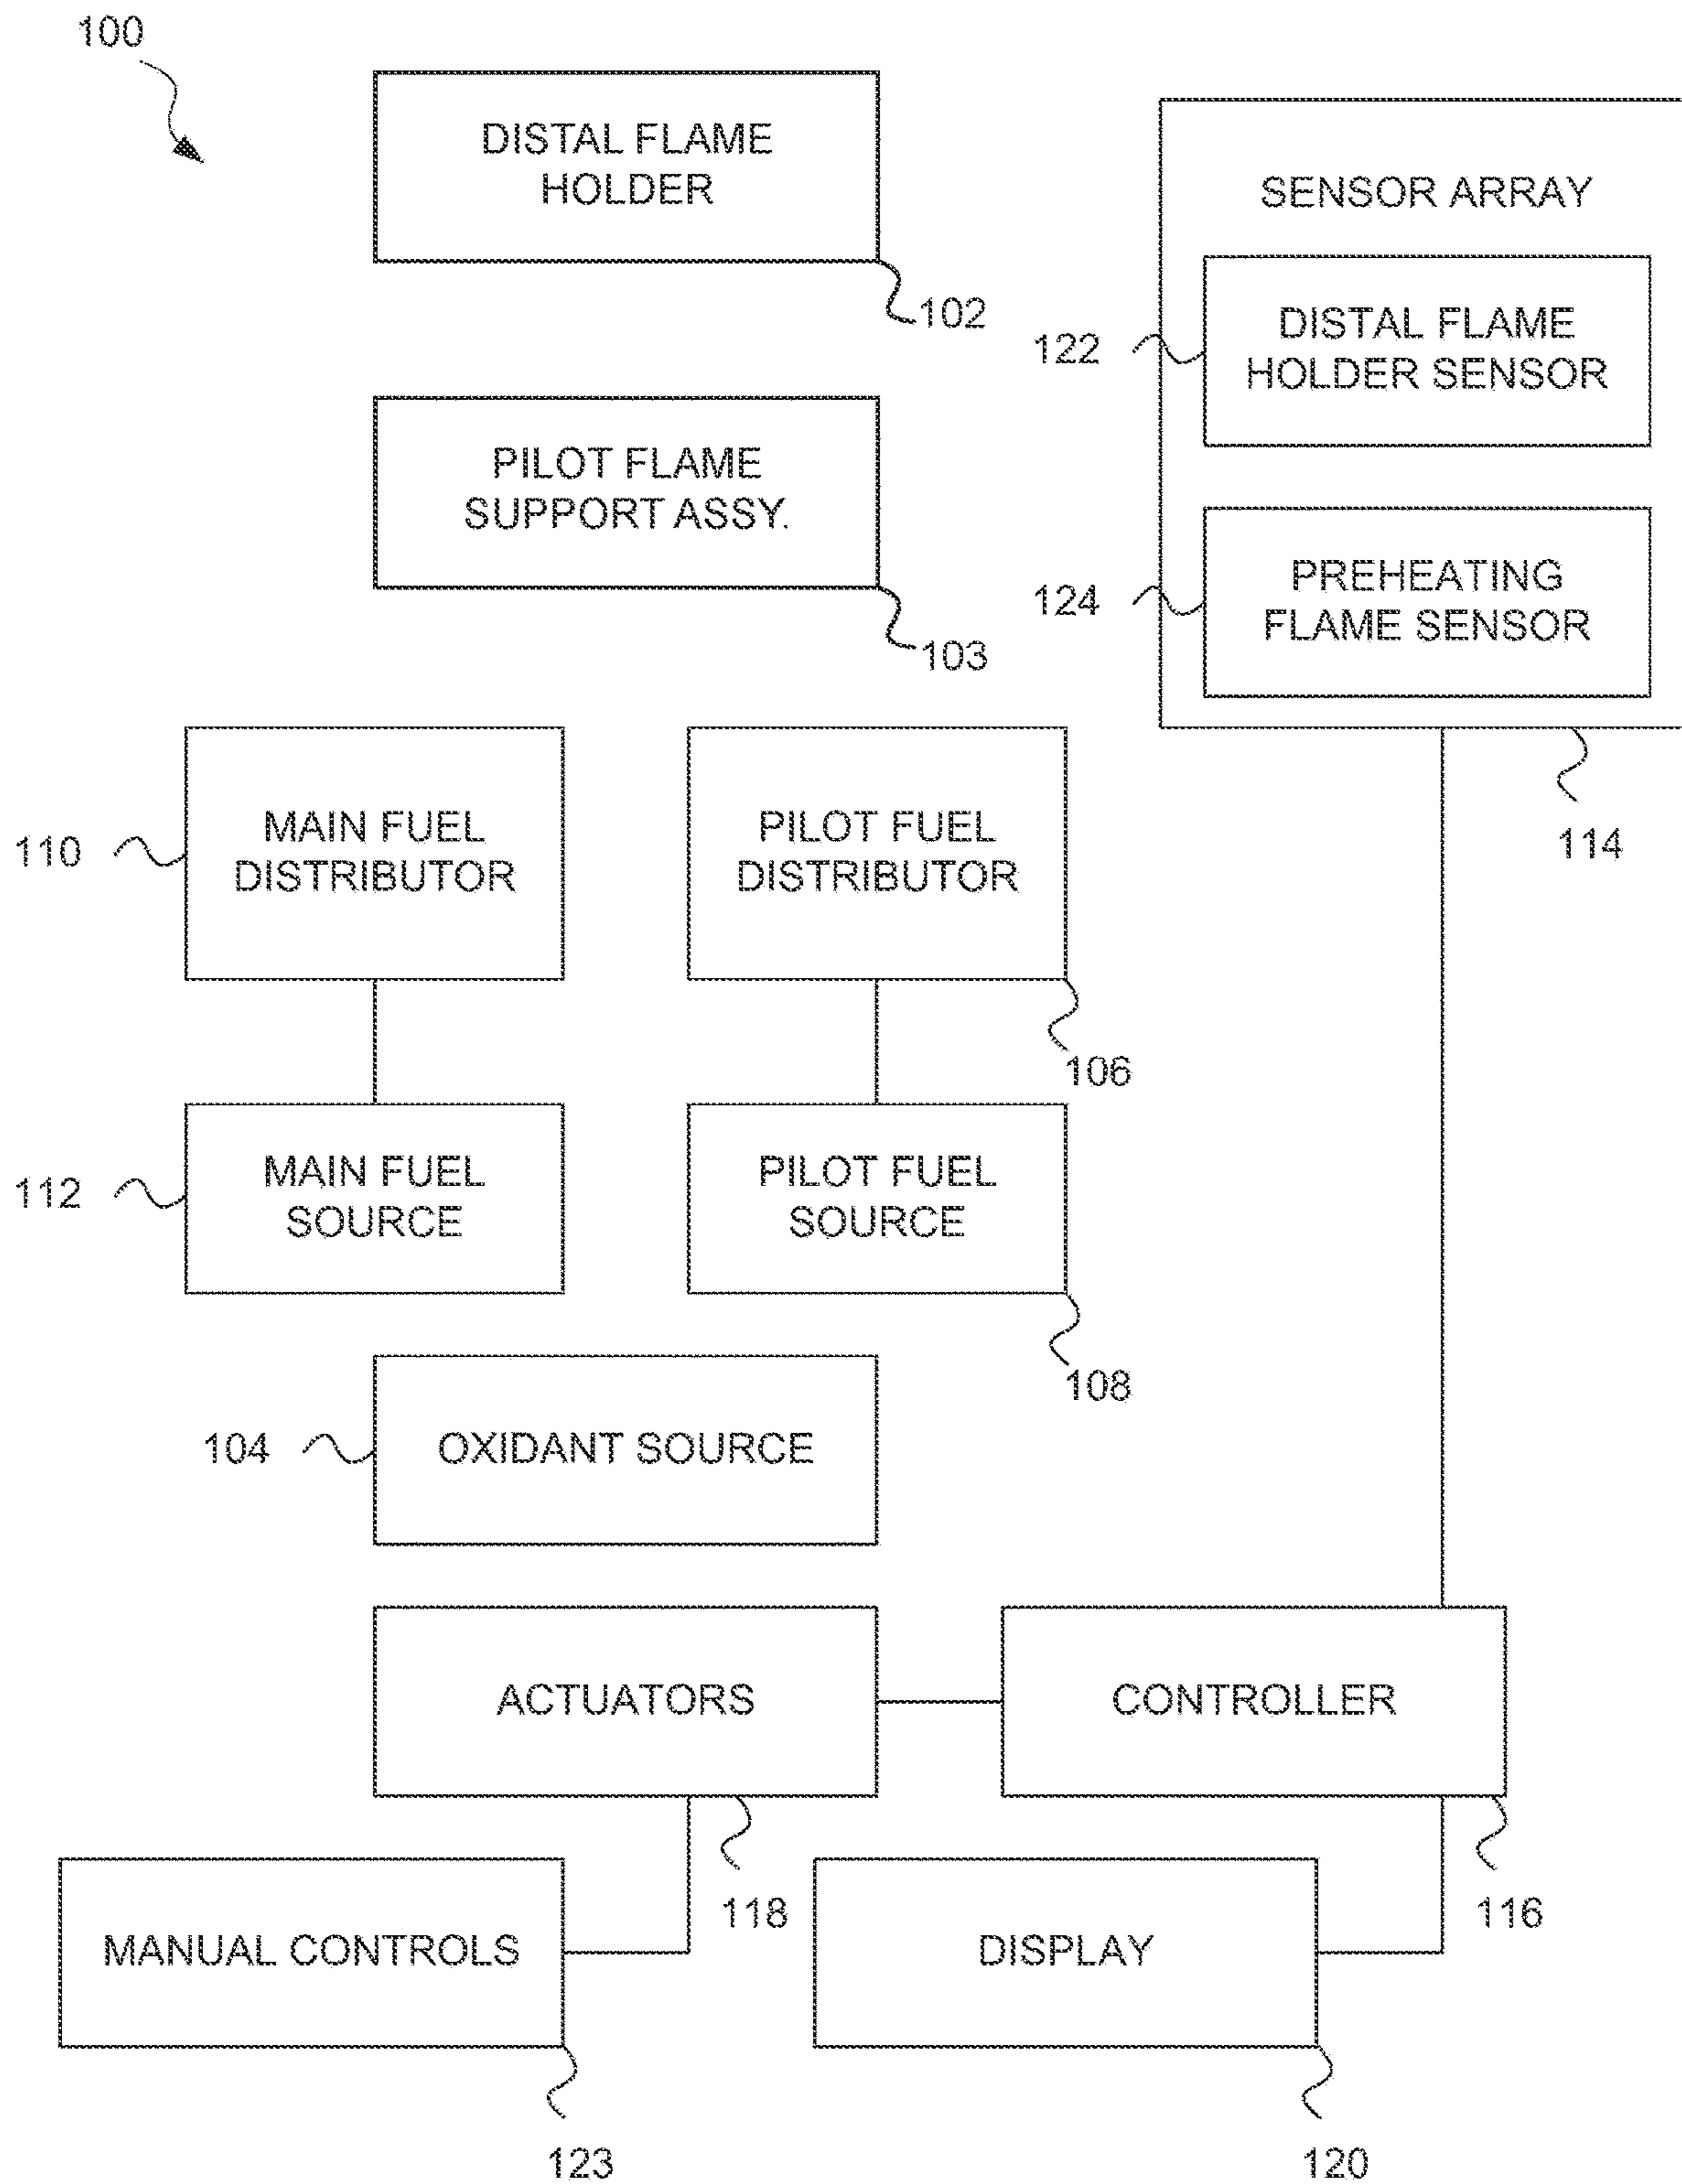 100
DISTAL FLAME
HOLDER
102
SENSOR ARRAY
122
DISTAL FLAME
HOLDER SENSOR
PILOT FLAME
SUPPORT ASSY.
103
124
PREHEATING
FLAME SENSOR
114
110
MAIN FUEL
DISTRIBUTOR
PILOT FUEL
DISTRIBUTOR
106
112
MAIN FUEL
SOURCE
PILOT FUEL
SOURCE
108
104
OXIDANT SOURCE
ACTUATORS
CONTROLLER
118
116
MANUAL CONTROLS
DISPLAY
123
120